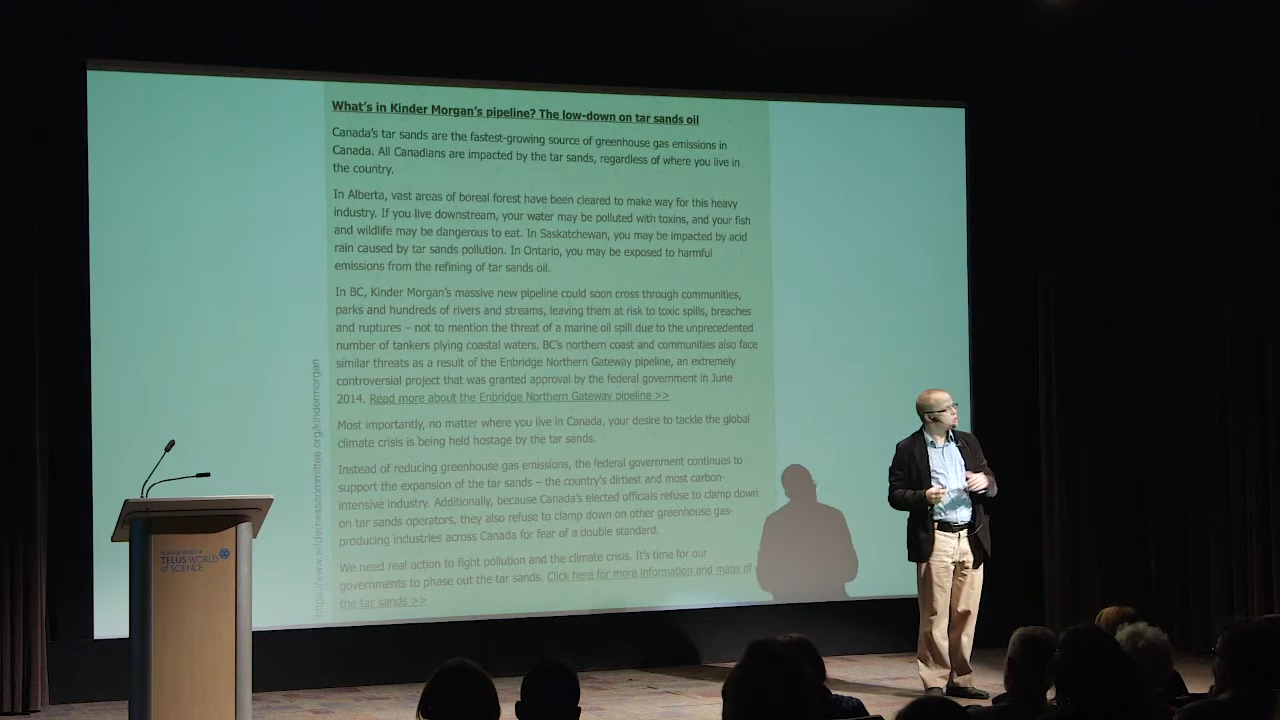 What's in Kinder Morgan's pipeline? The low-down on tar sands oil
Canada's tar sands are the fastest-growing source of greenhouse gas emissions in
Canada. All Canadians are impacted by the tar sands, regardless of where you live in
the country.
In Alberta, vast areas of boreal forest have been cleared to make way for this heavy
industry. If you live downstream, your water may be polluted with toxins, and your fish
and wildlife may be dangerous to eat. In Saskatchewan, you may be impacted by acid
rain caused by tar sands pollution. In Ontario, you may be exposed to harmful
emissions from the refining of tar sands oil.
In BC, Kinder Morgan's massive new pipeline could soon cross through communities,
parks and hundreds of rivers and streams, leaving them at risk to toxic spills, breaches
and ruptures – not to mention the threat of a marine oil spill due to the unprecedented
number of tankers plying coastal waters. BC's northern coast and communities also face
similar threats as a result of the Enbridge Northern Gateway pipeline, an extremely
controversial project that was granted approval by the federal government in June
2014. Read more about the Enbridge Northern Gateway pipeline >>
Most importantly, no matter where you live in Canada, your desire to tackle the global
climate crisis is being held hostage by the tar sands.
Instead of reducing greenhouse gas emissions, the federal government continues to
support the expansion of the tar sands – the country's dirtiest and most carbon-
intensive industry. Additionally, because Canada's elected officials refuse to clamp down
on tar sands operators, they also refuse to clamp down on other greenhouse gas-
producing industries across Canada for fear of a double standard.
We need real action to fight pollution and the climate crisis. It's time for our
governments to phase out the tar sands. Click here for more information and maps of
the tar sands >>
https://www.wildernesscommittee.org/kindermorgan
SCIENCE WORLD AT
TELUS WORLD
OF SCIENCE